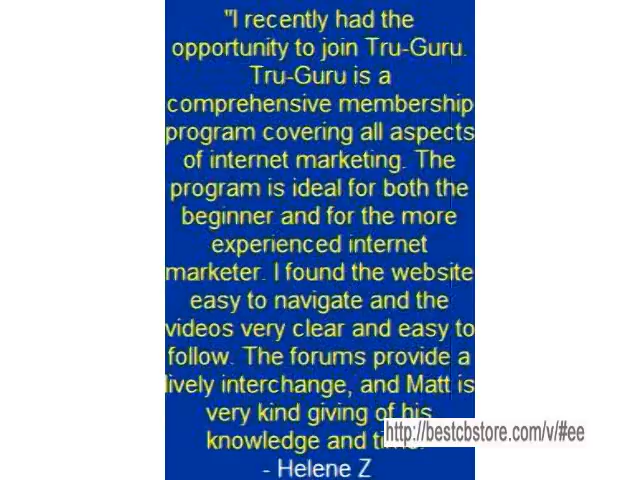 "I recently had the
opportunity to join Tru-Guru.
Tru-Guru is a
comprehensive membership
program covering all aspects
of internet marketing. The
program is ideal for both the
beginner and for the more
experienced internet
marketer. I found the website
easy to navigate and the
videos very clear and easy to
follow. The forums provide a
lively interchange, and Matt is
very kind giving of his
knowledge and
- Helene Z
http://bestcbstore.com/v/#ee